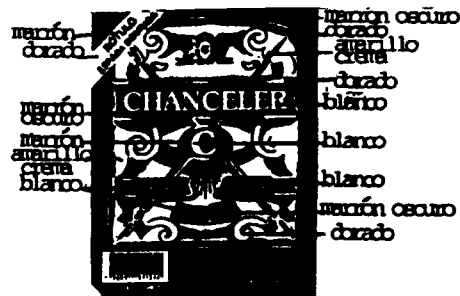 marrón
dorado
RÓTULO
marrón oscuro
dorado
amarillo
crema
dorado
C
CHANCELER
blanco
marrón
oscuro
marrón
amarillo
crema
blanco
C
blanco
blanco
marrón oscuro
dorado